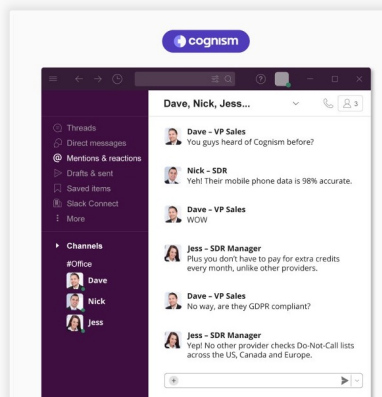 cognism
Dave, Nick, Jess...
3
Threads
Direct messages
@ Mentions & reactions
Drafts & sent
Saved items
Slack Connect
More
Channels
#Office
Dave
Nick
Jess
Dave – VP Sales
You guys heard of Cognism before?
Nick – SDR
Yeh! Their mobile phone data is 98% accurate.
Dave – VP Sales
WOW
Jess – SDR Manager
Plus you don't have to pay for extra credits
every month, unlike other providers.
Dave – VP Sales
No way, are they GDPR compliant?
Jess – SDR Manager
Yep! No other provider checks Do-Not-Call lists
across the US, Canada and Europe.